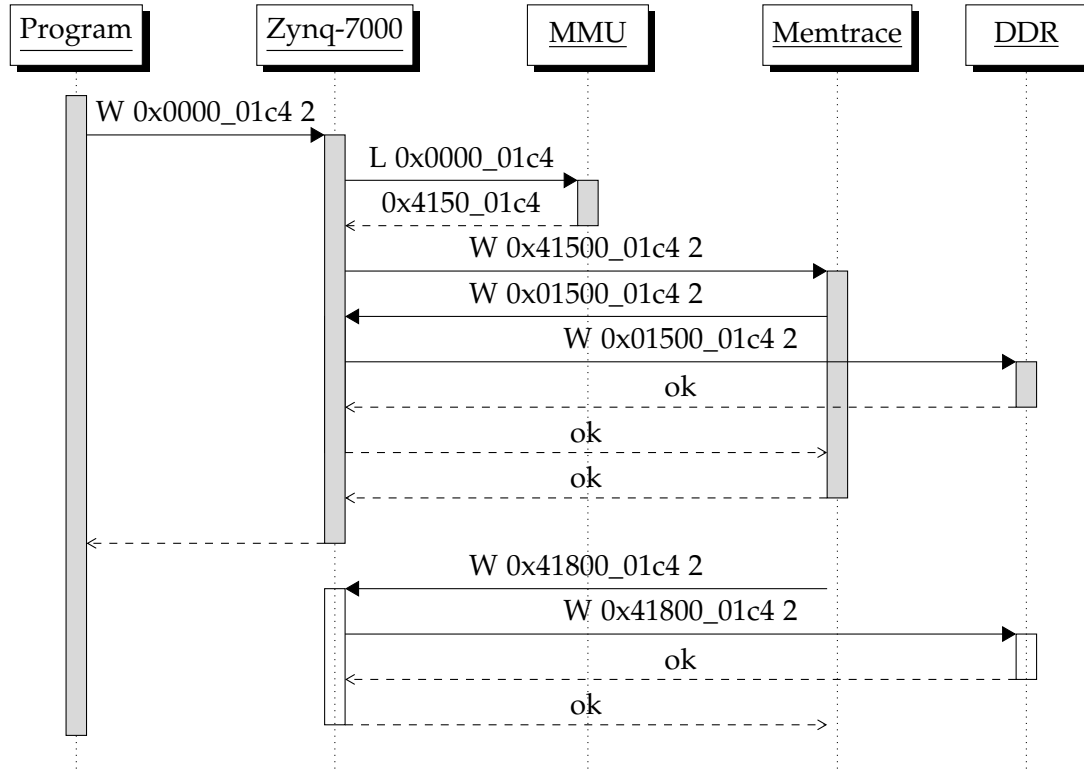 Program Zynq-7000 MMU Memtrace DDR
W 0x0000_01c4 2
L 0x0000_01c4
0x4150_01c4
W 0x41500_01c4 2
W 0x01500_01c4 2
W 0x01500_01c4 2
ok
ok
ok
W 0x41800_01c4 2
W 0x41800_01c4 2
ok
ok